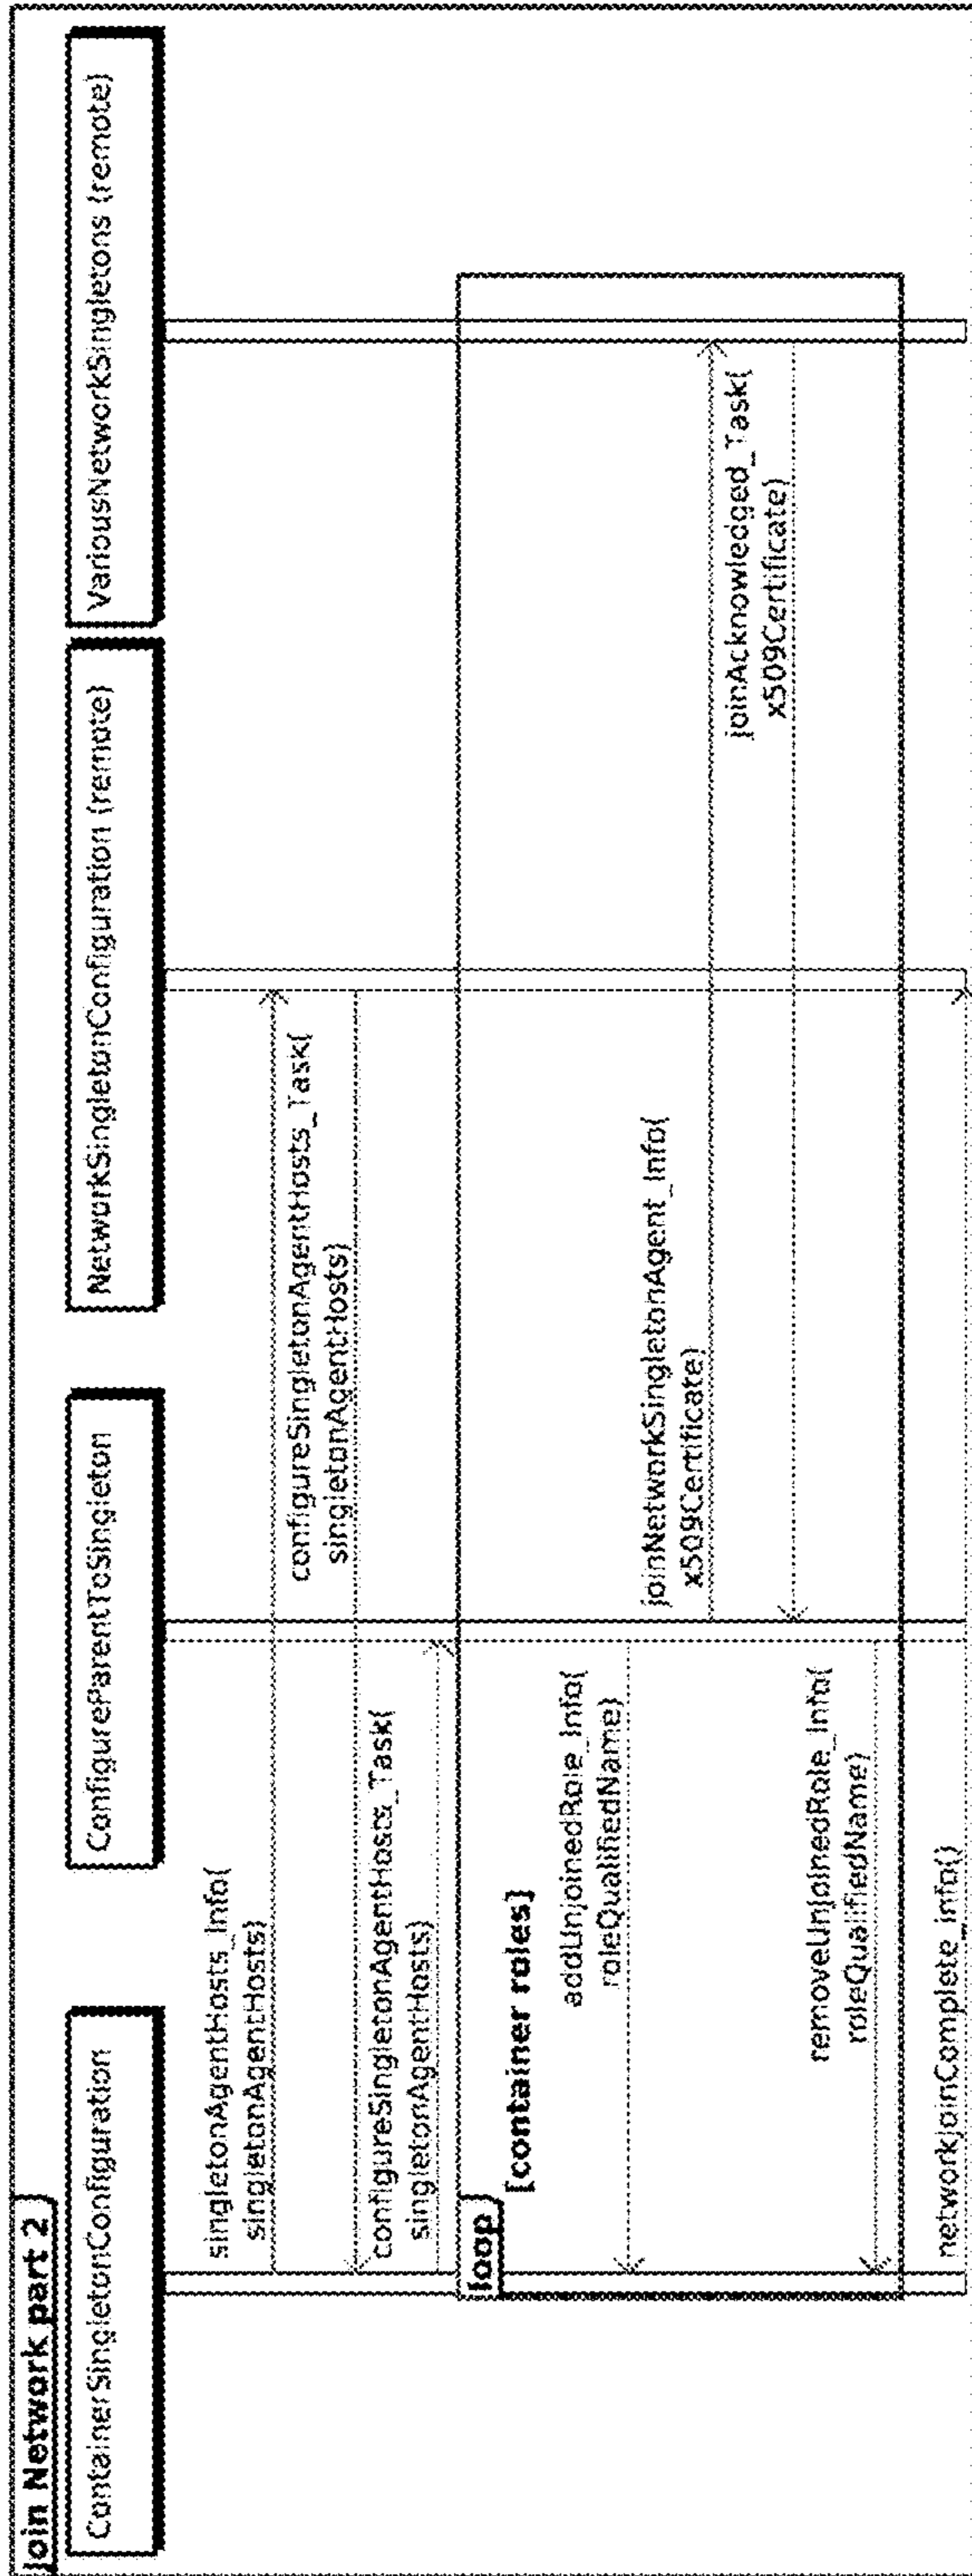 Join Network part 2
ContainerSingletonConfiguration
ConfigureParentToSingleton
NetworkSingletonConfiguration (remote)
VariousNetworkSingletons (remote)
singletonAgentHosts_Info(
singletonAgentHosts)
configureSingletonAgentHosts_Task(
singletonAgentHosts)
configureSingletonAgentHosts_Task(
singletonAgentHosts)
loop
[container roles]
addUnjoinedRole_Info(
roleQualifiedName)
joinNetworkSingletonAgent_Info(
x509Certificate)
joinAcknowledged_Task(
x509Certificate)
removeUnjoinedRole_Info(
roleQualifiedName)
networkJoinComplete_Info()